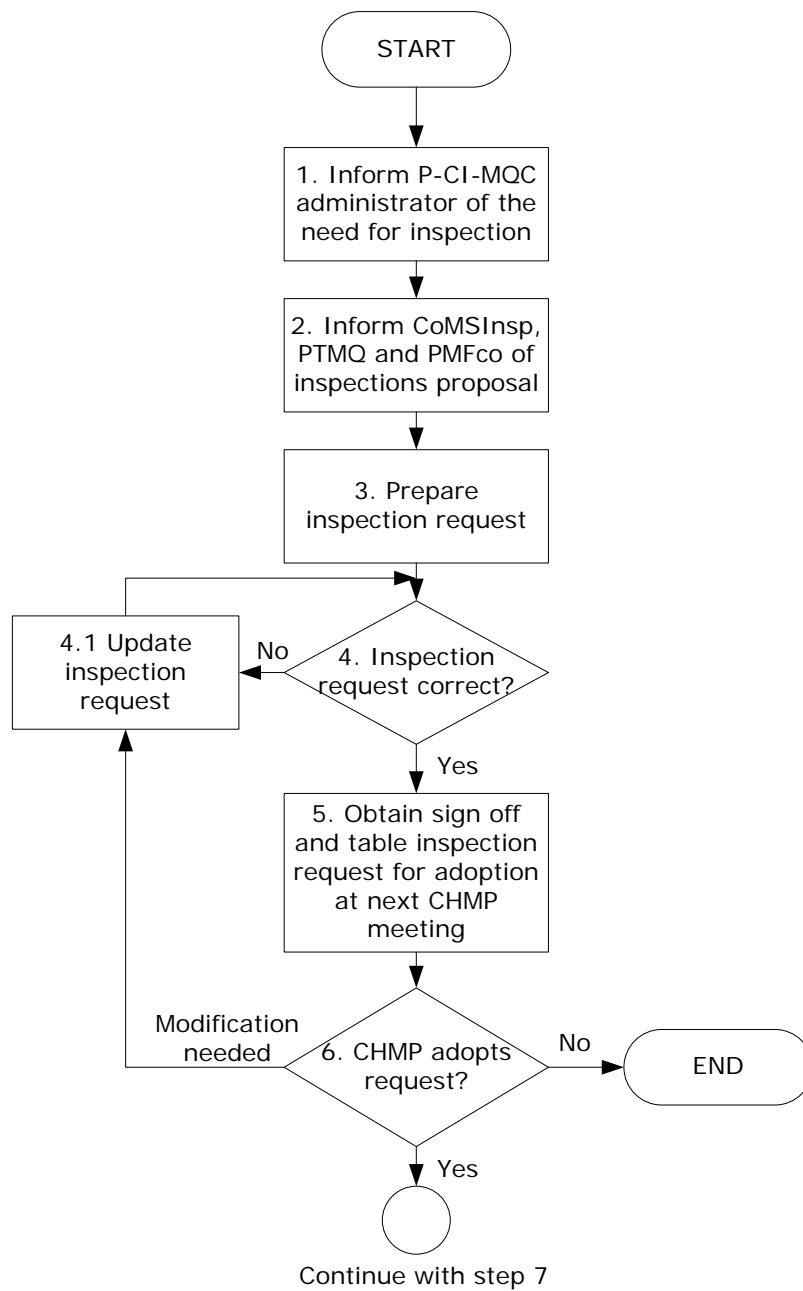 START
1. Inform P-CI-MQC
administrator of the
need for inspection
2. Inform CoMSInsp,
PTMQ and PMFco of
inspections proposal
3. Prepare
inspection request
4.1 Update
inspection
request
No
4. Inspection
request correct?
Yes
5. Obtain sign off
and table inspection
request for adoption
at next CHMP
meeting
Modification
needed
6. CHMP adopts
request?
No
END
Yes
Continue with step 7